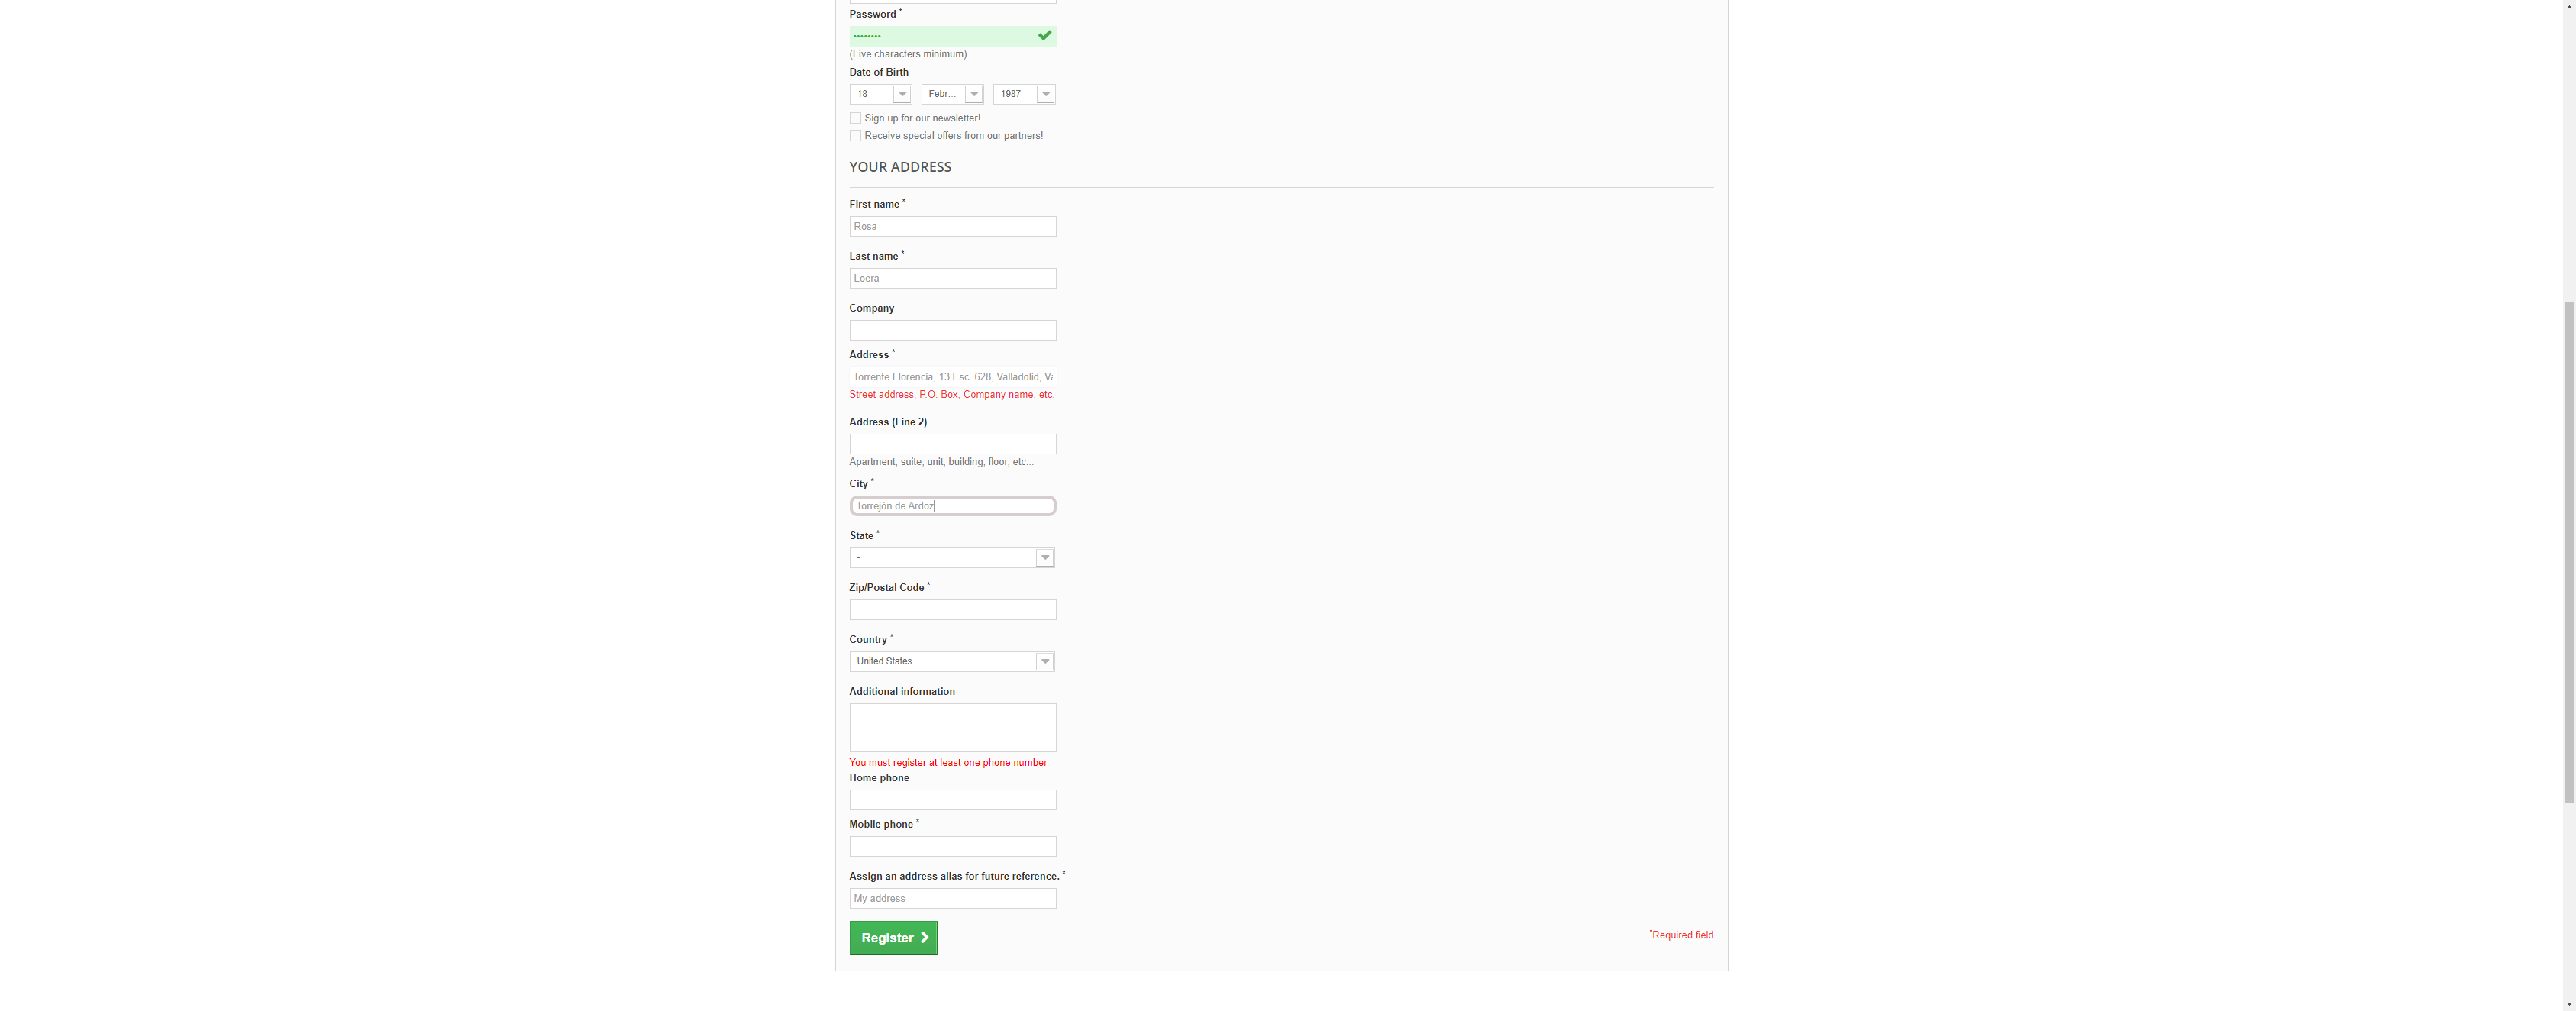 Password *
••••••••
(Five characters minimum)
Date of Birth
18 Febr... 1987
Sign up for our newsletter!
Receive special offers from our partners!
YOUR ADDRESS
First name *
Rosa
Last name *
Loera
Company
Address *
Torrente Florencia, 13 Esc. 628, Valladolid, Va
Street address, P.O. Box, Company name, etc.
Address (Line 2)
Apartment, suite, unit, building, floor, etc...
City *
Torrejón de Ardoz
State *
-
Zip/Postal Code *
Country *
United States
Additional information
You must register at least one phone number.
Home phone
Mobile phone *
Assign an address alias for future reference. *
My address
Register
*Required field